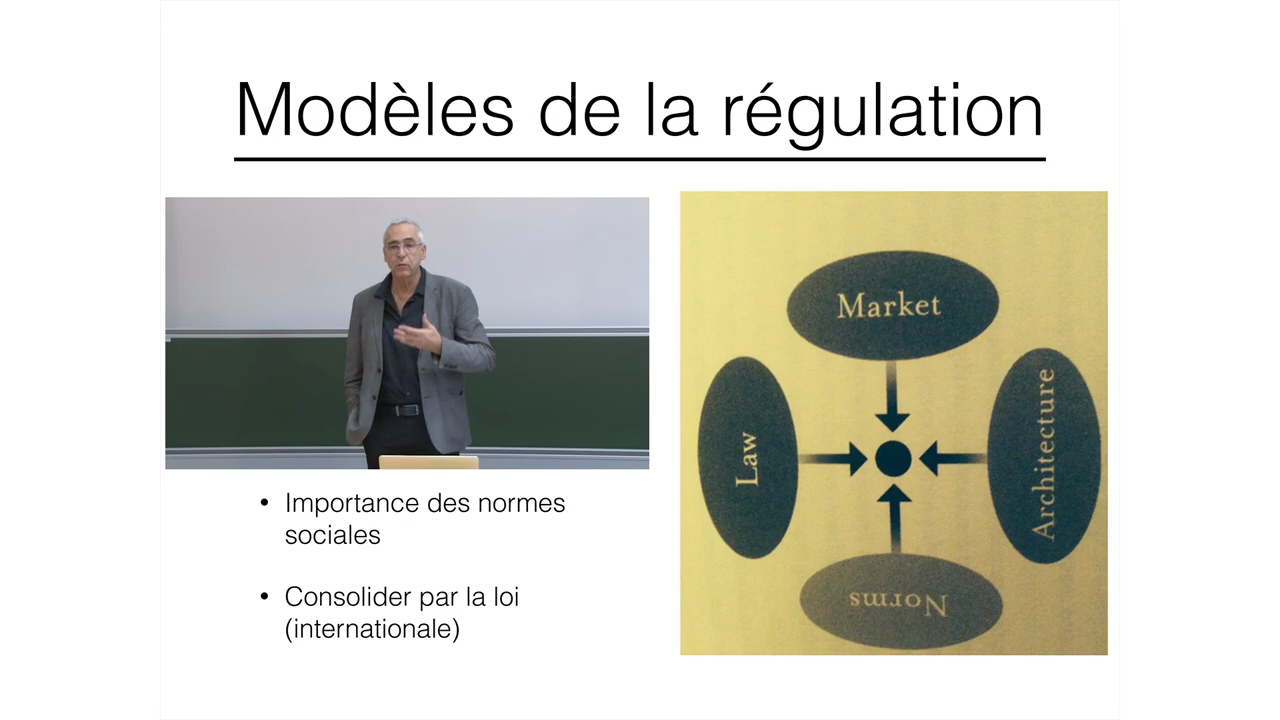 Modèles de la régulation
• Importance des normes
sociales
• Consolider par la loi
(internationale)
Market
Law
Architecture
Norms